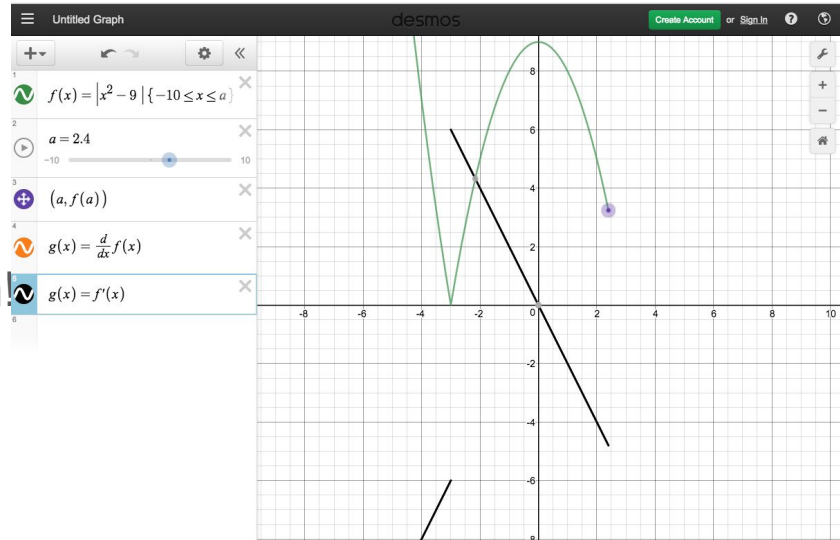 Untitled Graph
desmos
Create Account or Sign In
1
f(x) = |x² − 9| {−10 ≤ x ≤ a}
2
a = 2.4
−10 10
3
(a, f(a))
4
g(x) = d/dx f(x)
!
5
g(x) = f'(x)
6
8
6
4
2
-8 -6 -4 -2 0 2 4 6 8 10
-2
-4
-6